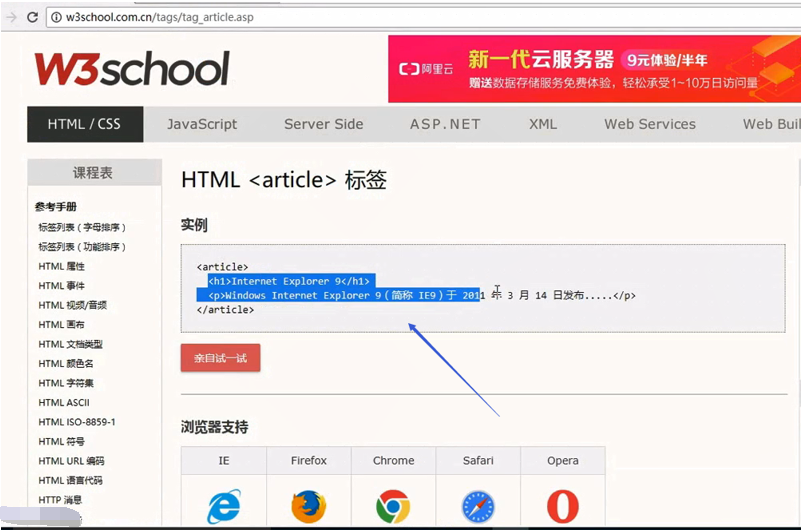 w3school.com.cn/tags/tag_article.asp
W3school
阿里云
新一代云服务器 9元体验/半年
赠送数据存储服务免费体验，轻松承受1~10万日访问量
HTML / CSS JavaScript Server Side ASP.NET XML Web Services Web Buil
课程表
参考手册
标签列表（字母排序）
标签列表（功能排序）
HTML 属性
HTML 事件
HTML 视频/音频
HTML 画布
HTML 文档类型
HTML 颜色名
HTML 字符集
HTML ASCII
HTML ISO-8859-1
HTML 符号
HTML URL 编码
HTML 语言代码
HTTP 消息
HTML <article> 标签
实例
<article>
<h1>Internet Explorer 9</h1>
<p>Windows Internet Explorer 9（简称 IE9）于 2011 年 3 月 14 日发布.....</p>
</article>
亲自试一试
浏览器支持
IE Firefox Chrome Safari Opera